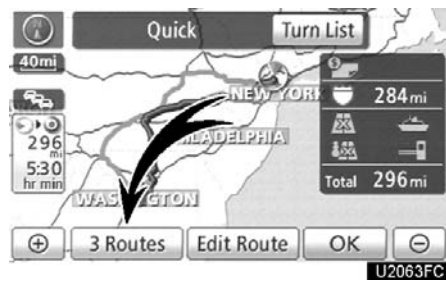 Quick
Turn List
40mi
NEW YORK
284mi
PHILADELPHIA
296
mi
5:30
hr min
Total 296mi
WASHINGTON
3 Routes
Edit Route
OK
U2063FC